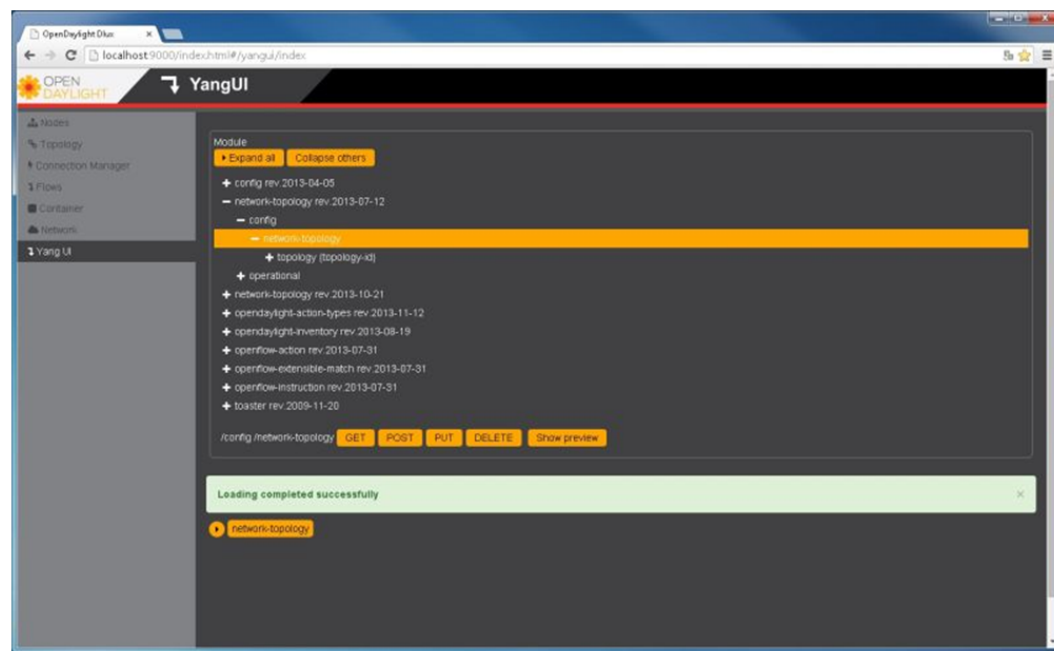 OpenDaylight Dlux
localhost:9000/index.html#/yangui/index
OPEN
DAYLIGHT
YangUI
Nodes
Topology
Connection Manager
Flows
Container
Network
Yang UI
Module
Expand all Collapse others
config rev.2013-04-05
network-topology rev.2013-07-12
config
network-topology
topology (topology-id)
operational
network-topology rev.2013-10-21
opendaylight-action-types rev.2013-11-12
opendaylight-inventory rev.2013-08-19
openflow-action rev.2013-07-31
openflow-extensible-match rev.2013-07-31
openflow-instruction rev.2013-07-31
toaster rev.2009-11-20
/config /network-topology GET POST PUT DELETE Show preview
Loading completed successfully
network-topology